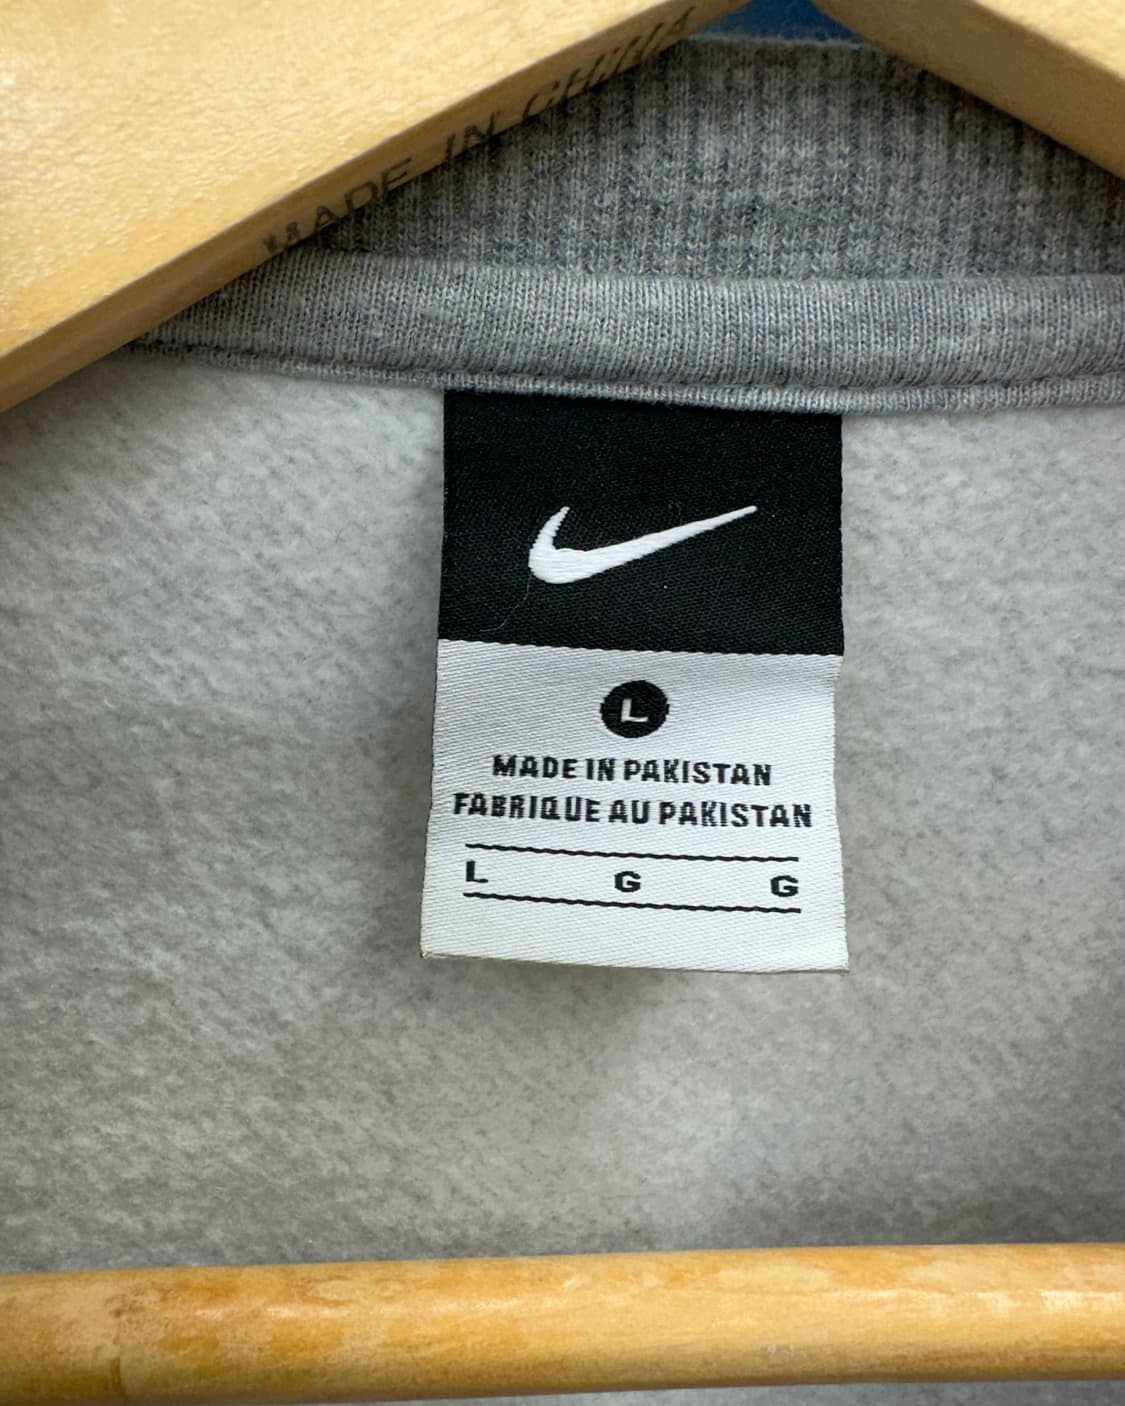 MADE IN CHINA
L
MADE IN PAKISTAN
FABRIQUE AU PAKISTAN
L G G